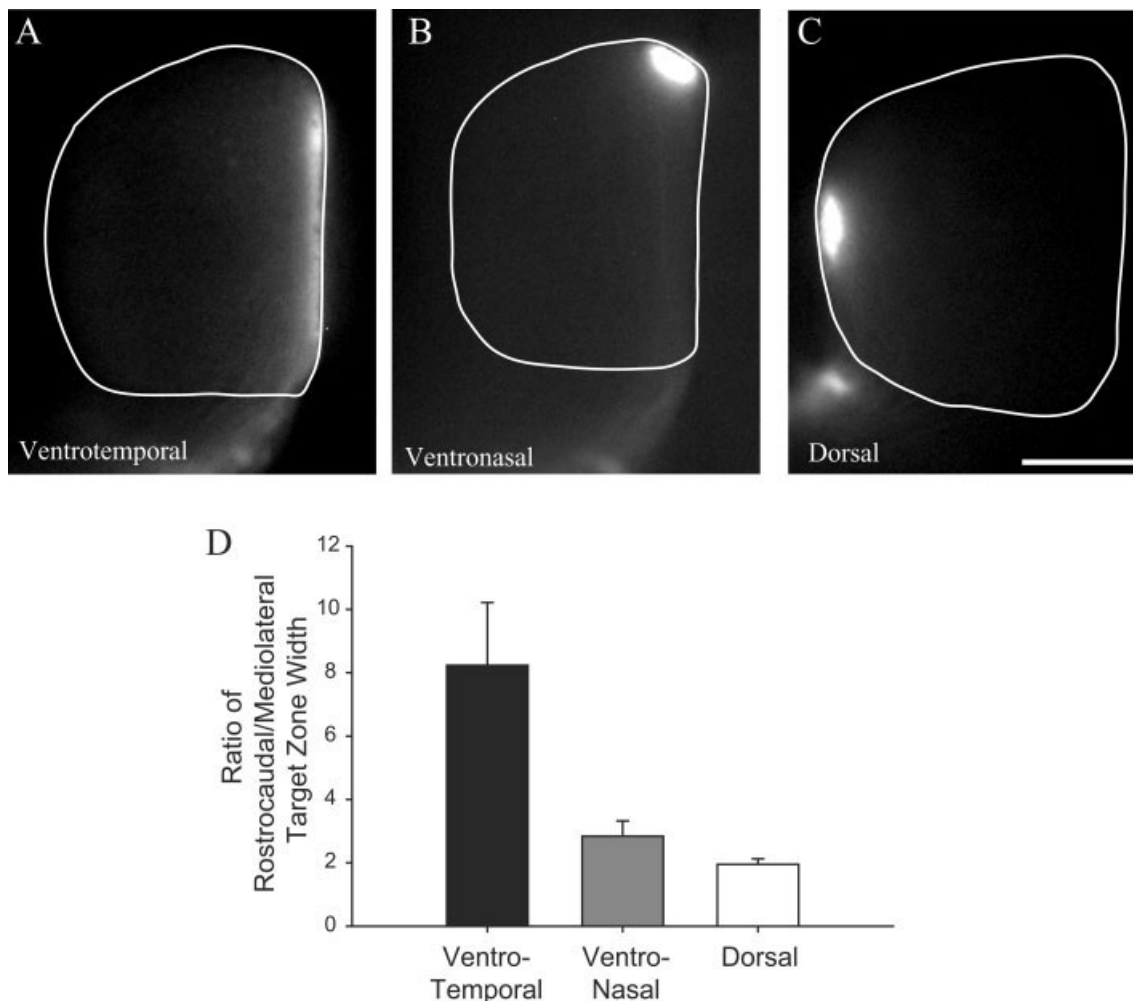 A
B
C
Ventrotemporal
Ventronasal
Dorsal
D
Ratio of
Rostrocaudal/Mediolateral
Target Zone Width
12
10
8
6
4
2
0
Ventro-
Temporal
Ventro-
Nasal
Dorsal